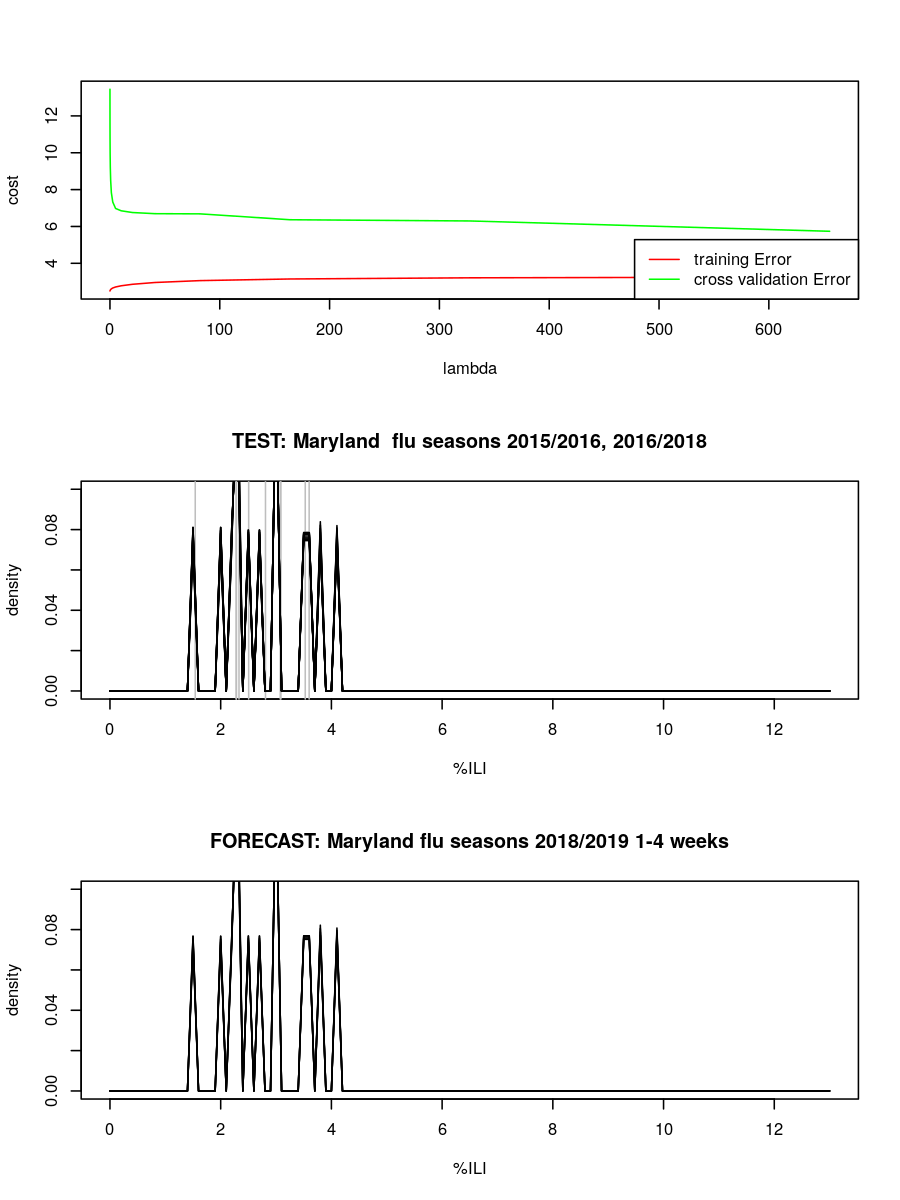 cost
4
6
8
10
12
training Error
cross validation Error
0 100 200 300 400 500 600
lambda
TEST: Maryland  flu seasons 2015/2016, 2016/2018
density
0.00
0.04
0.08
0 2 4 6 8 10 12
%ILI
FORECAST: Maryland flu seasons 2018/2019 1-4 weeks
density
0.00
0.04
0.08
0 2 4 6 8 10 12
%ILI